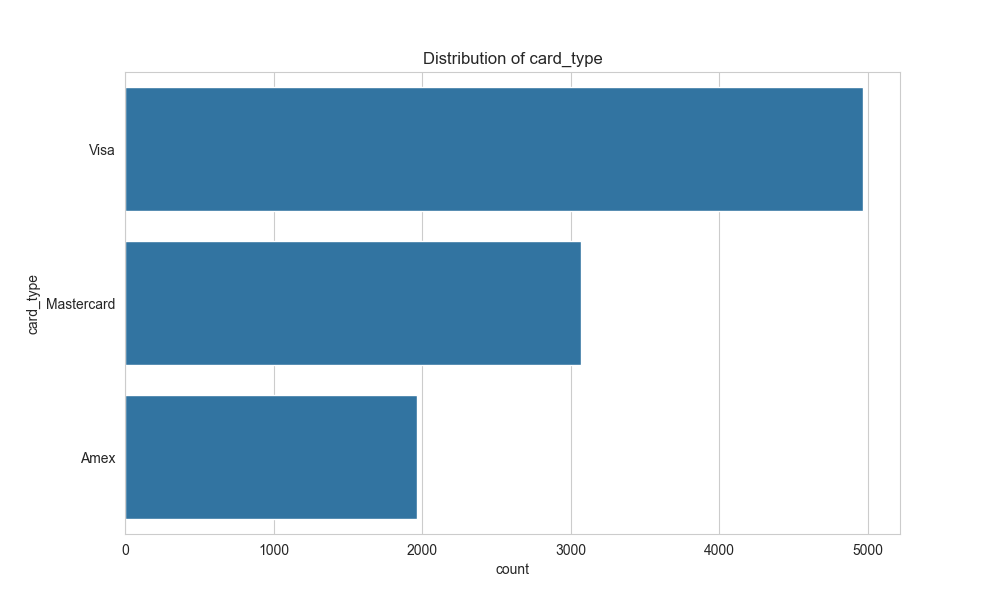 Distribution of card_type
card_type
Visa
Mastercard
Amex
0 1000 2000 3000 4000 5000
count